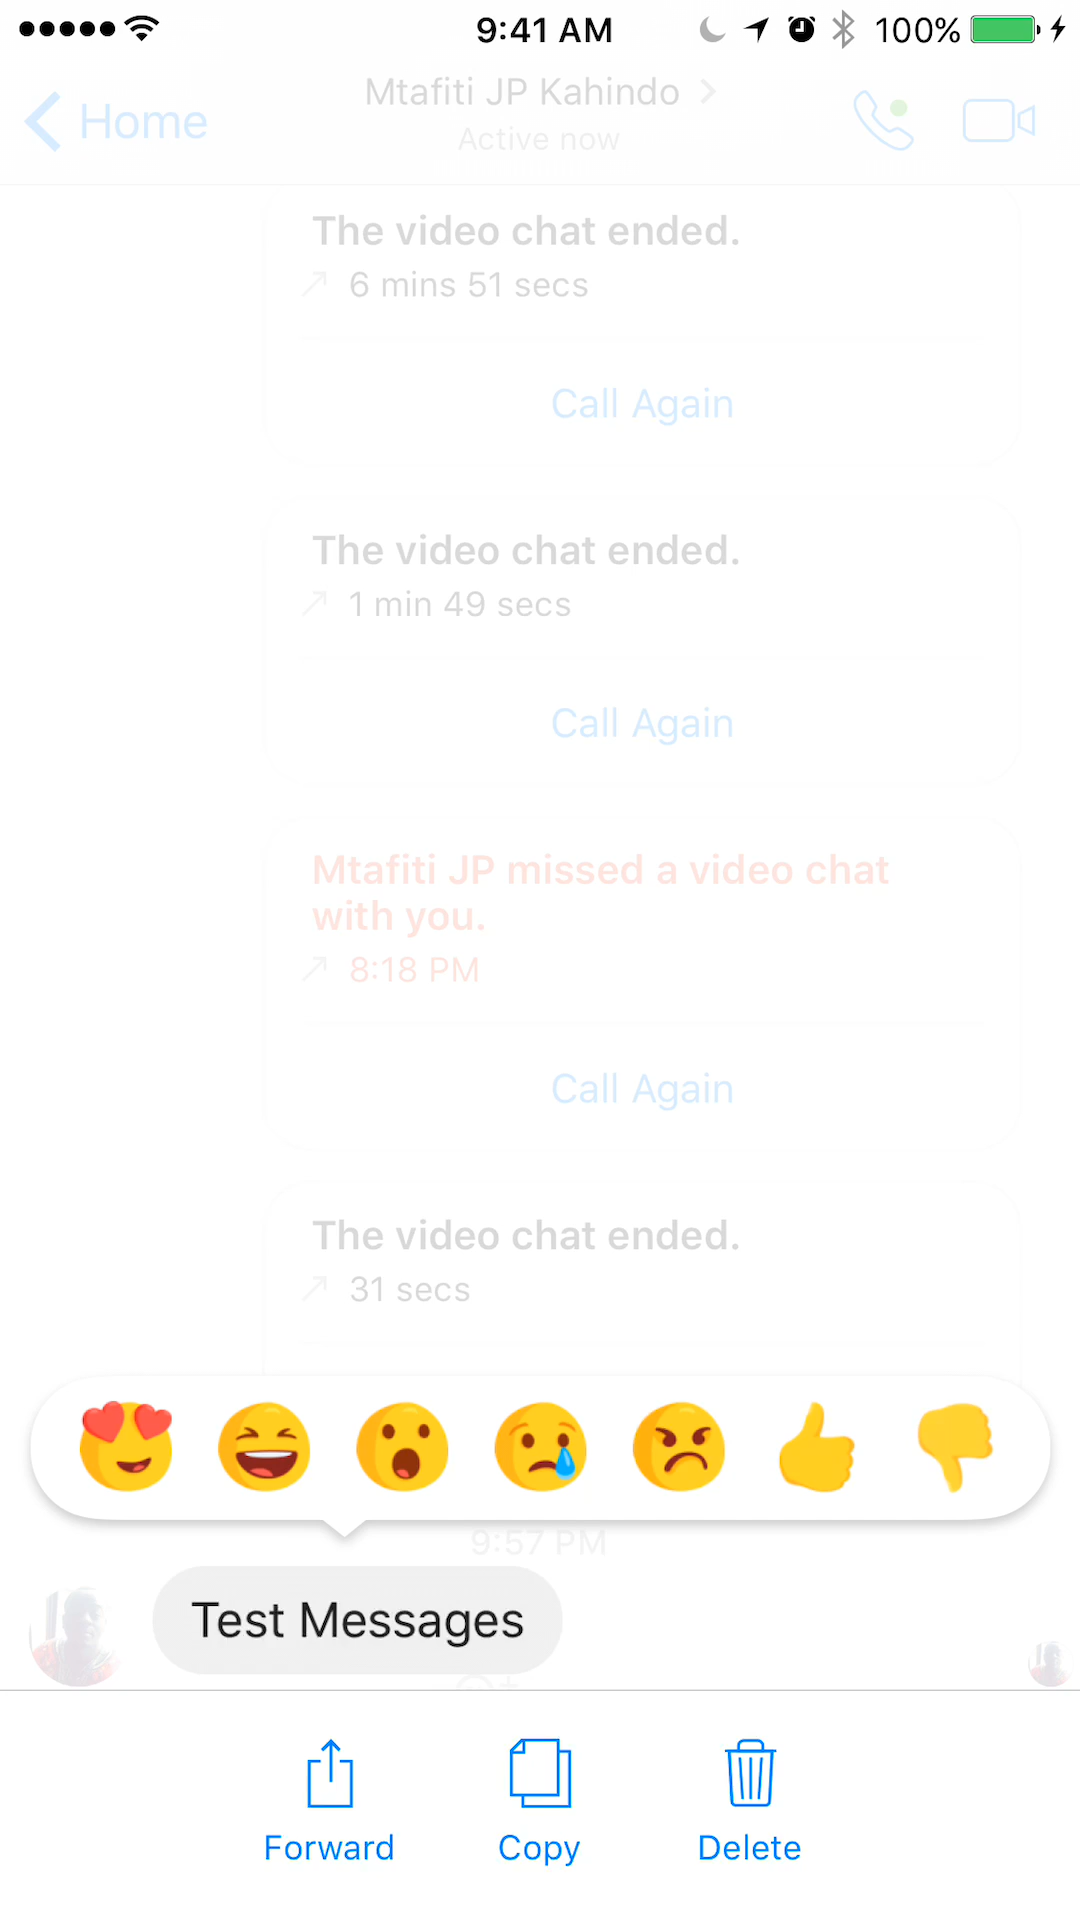 9:41 AM
100%
Home
Mtafiti JP Kahindo
Active now
The video chat ended.
6 mins 51 secs
Call Again
The video chat ended.
1 min 49 secs
Call Again
Mtafiti JP missed a video chat
with you.
8:18 PM
Call Again
The video chat ended.
31 secs
9:57 PM
Test Messages
Forward
Copy
Delete